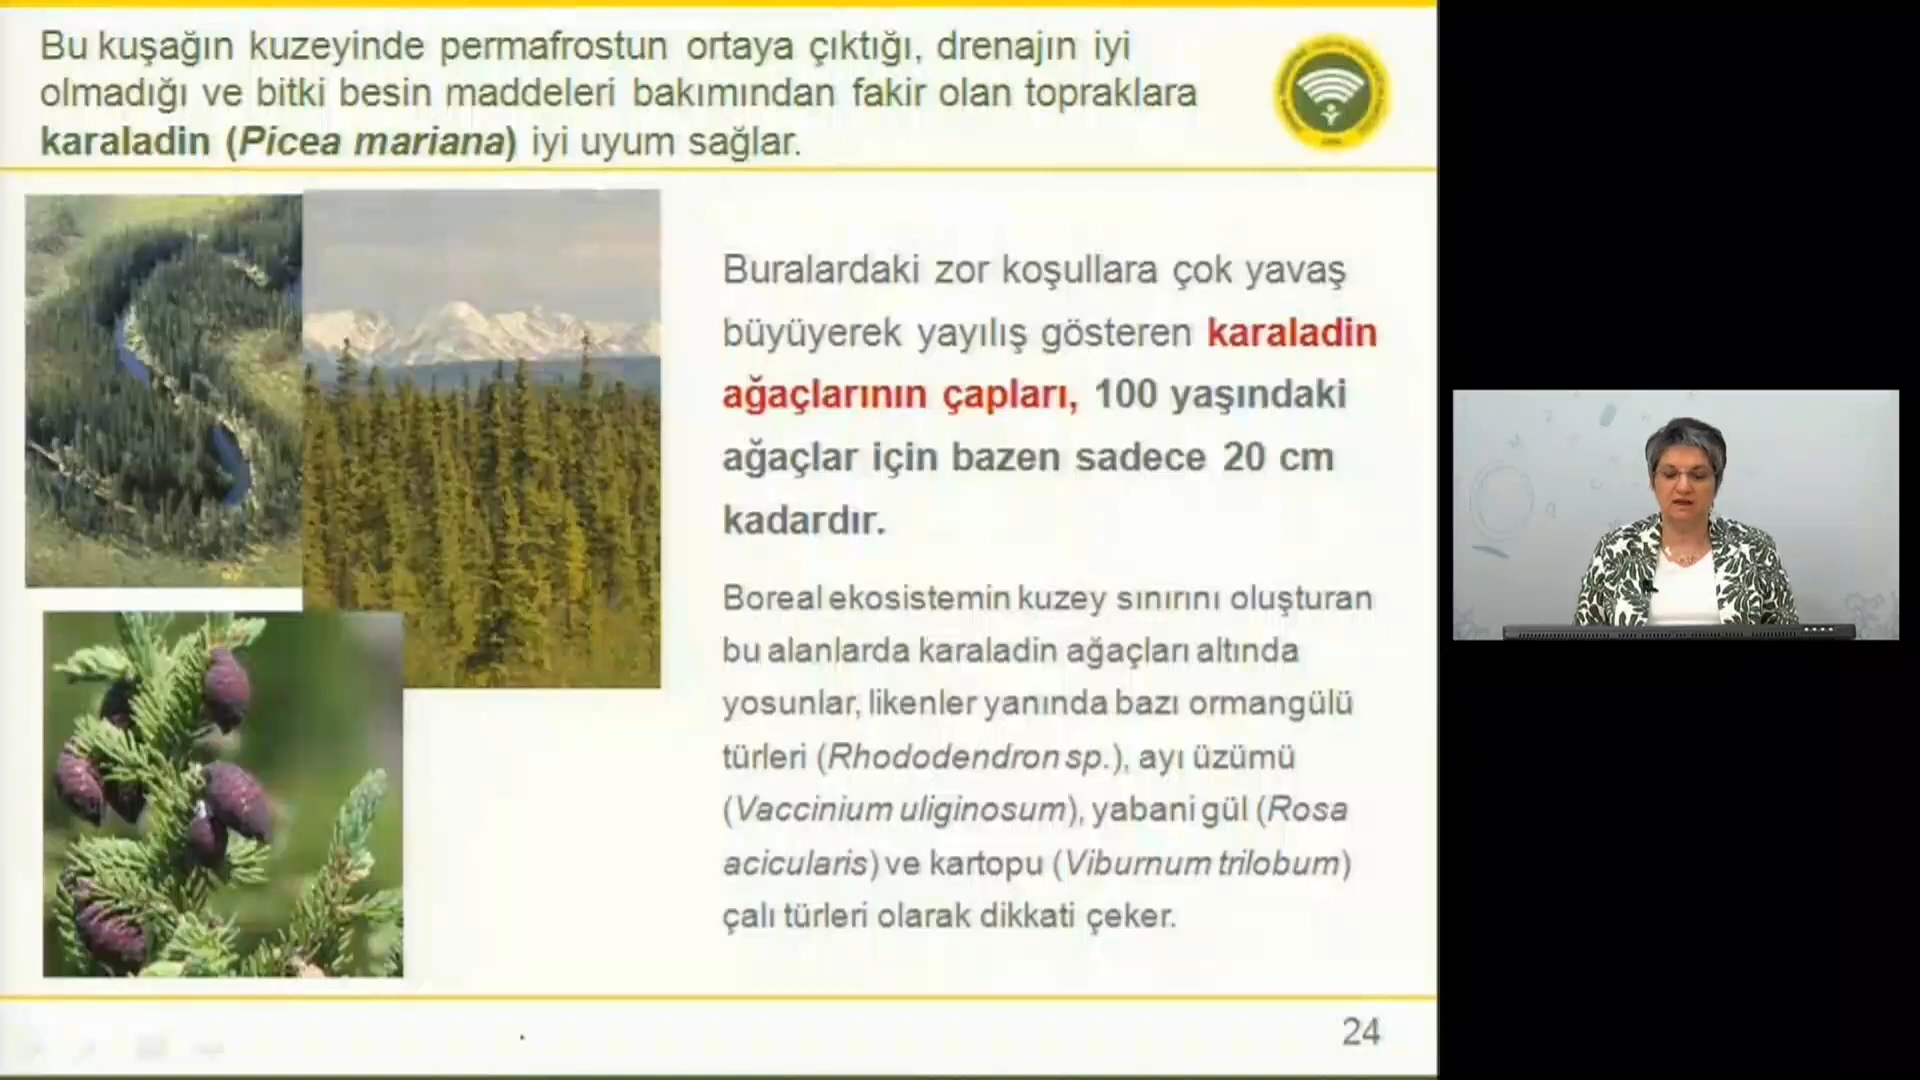 Bu kuşağın kuzeyinde permafrostun ortaya çıktığı, drenajın iyi
olmadığı ve bitki besin maddeleri bakımından fakir olan topraklara
karaladin (Picea mariana) iyi uyum sağlar.
Buralardaki zor koşullara çok yavaş
büyüyerek yayılış gösteren karaladin
ağaçlarının çapları, 100 yaşındaki
ağaçlar için bazen sadece 20 cm
kadardır.
Boreal ekosistemin kuzey sınırını oluşturan
bu alanlarda karaladin ağaçları altında
yosunlar, likenler yanında bazı ormangülü
türleri (Rhododendron sp.), ayı üzümü
(Vaccinium uliginosum), yabani gül (Rosa
acicularis) ve kartopu (Viburnum trilobum)
çalı türleri olarak dikkati çeker.
24